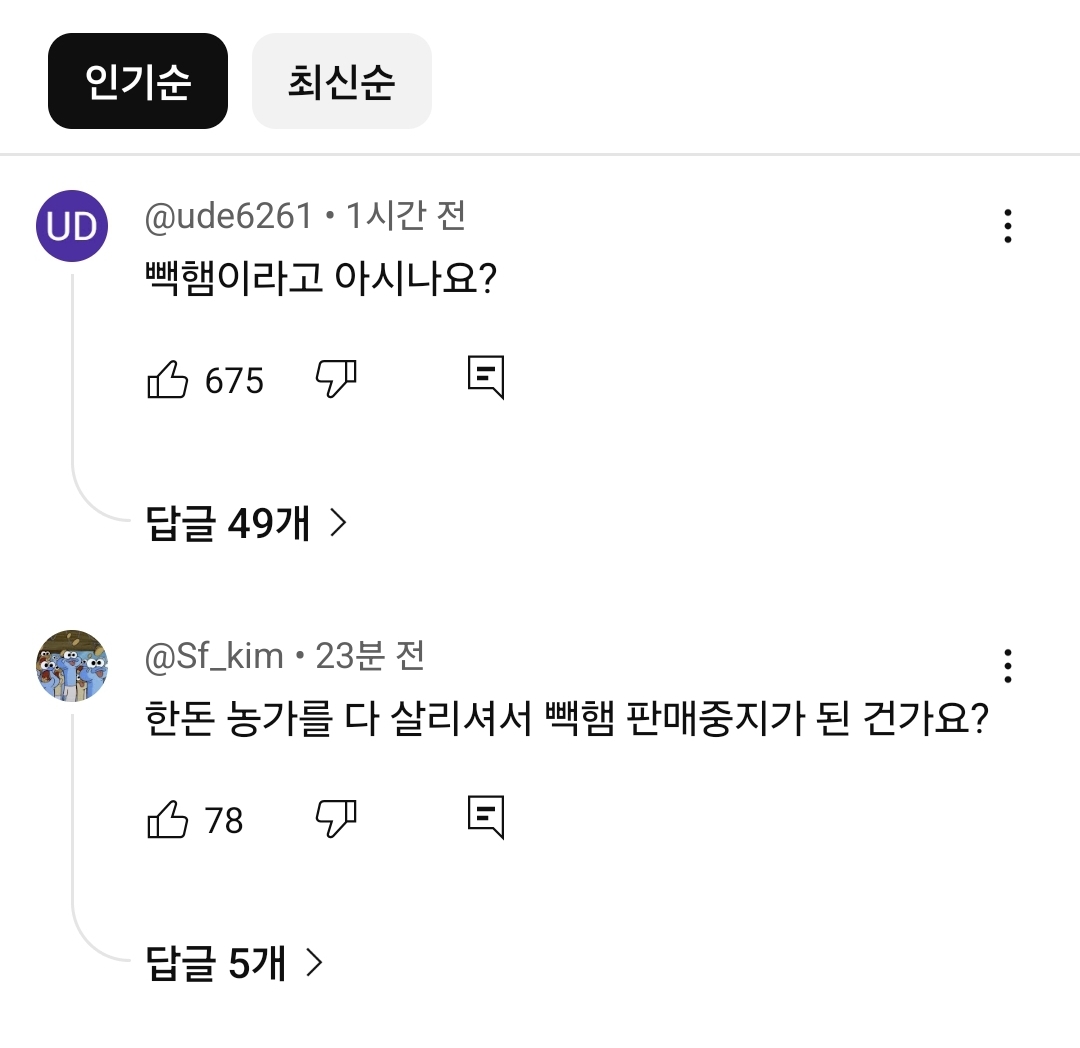 인기순 최신순
UD @ude6261 • 1시간 전
빽햄이라고 아시나요?
675
답글 49개 >
@Sf_kim • 23분 전
한돈 농가를 다 살리셔서 빽햄 판매중지가 된 건가요?
78
답글 5개 >